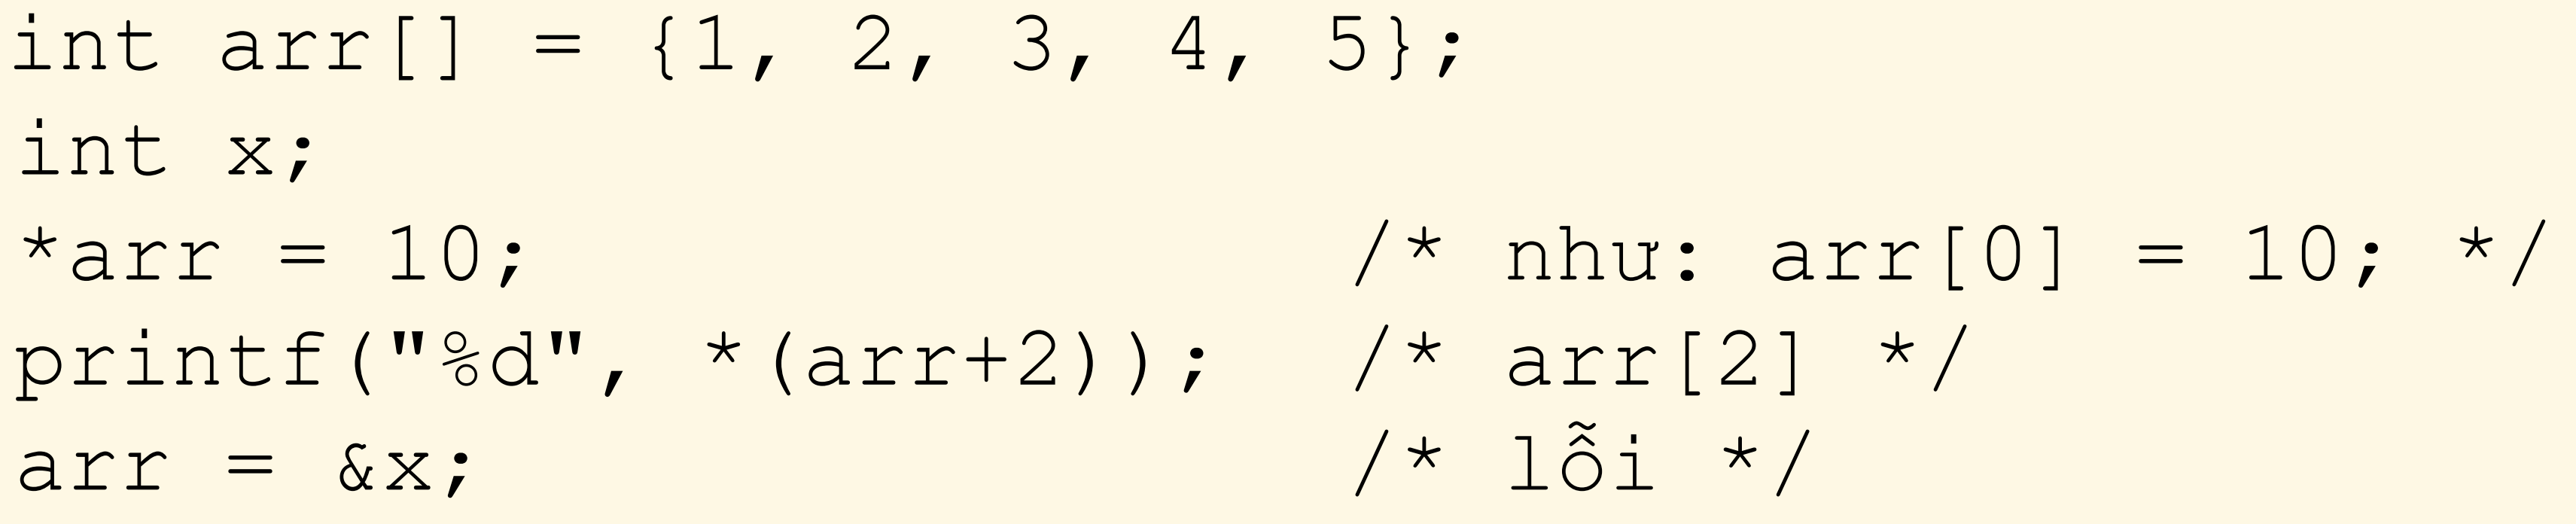 int arr[] = {1, 2, 3, 4, 5};
int x;
*arr = 10; /* như: arr[0] = 10; */
printf("%d", *(arr+2)); /* arr[2] */
arr = &x; /* lỗi */